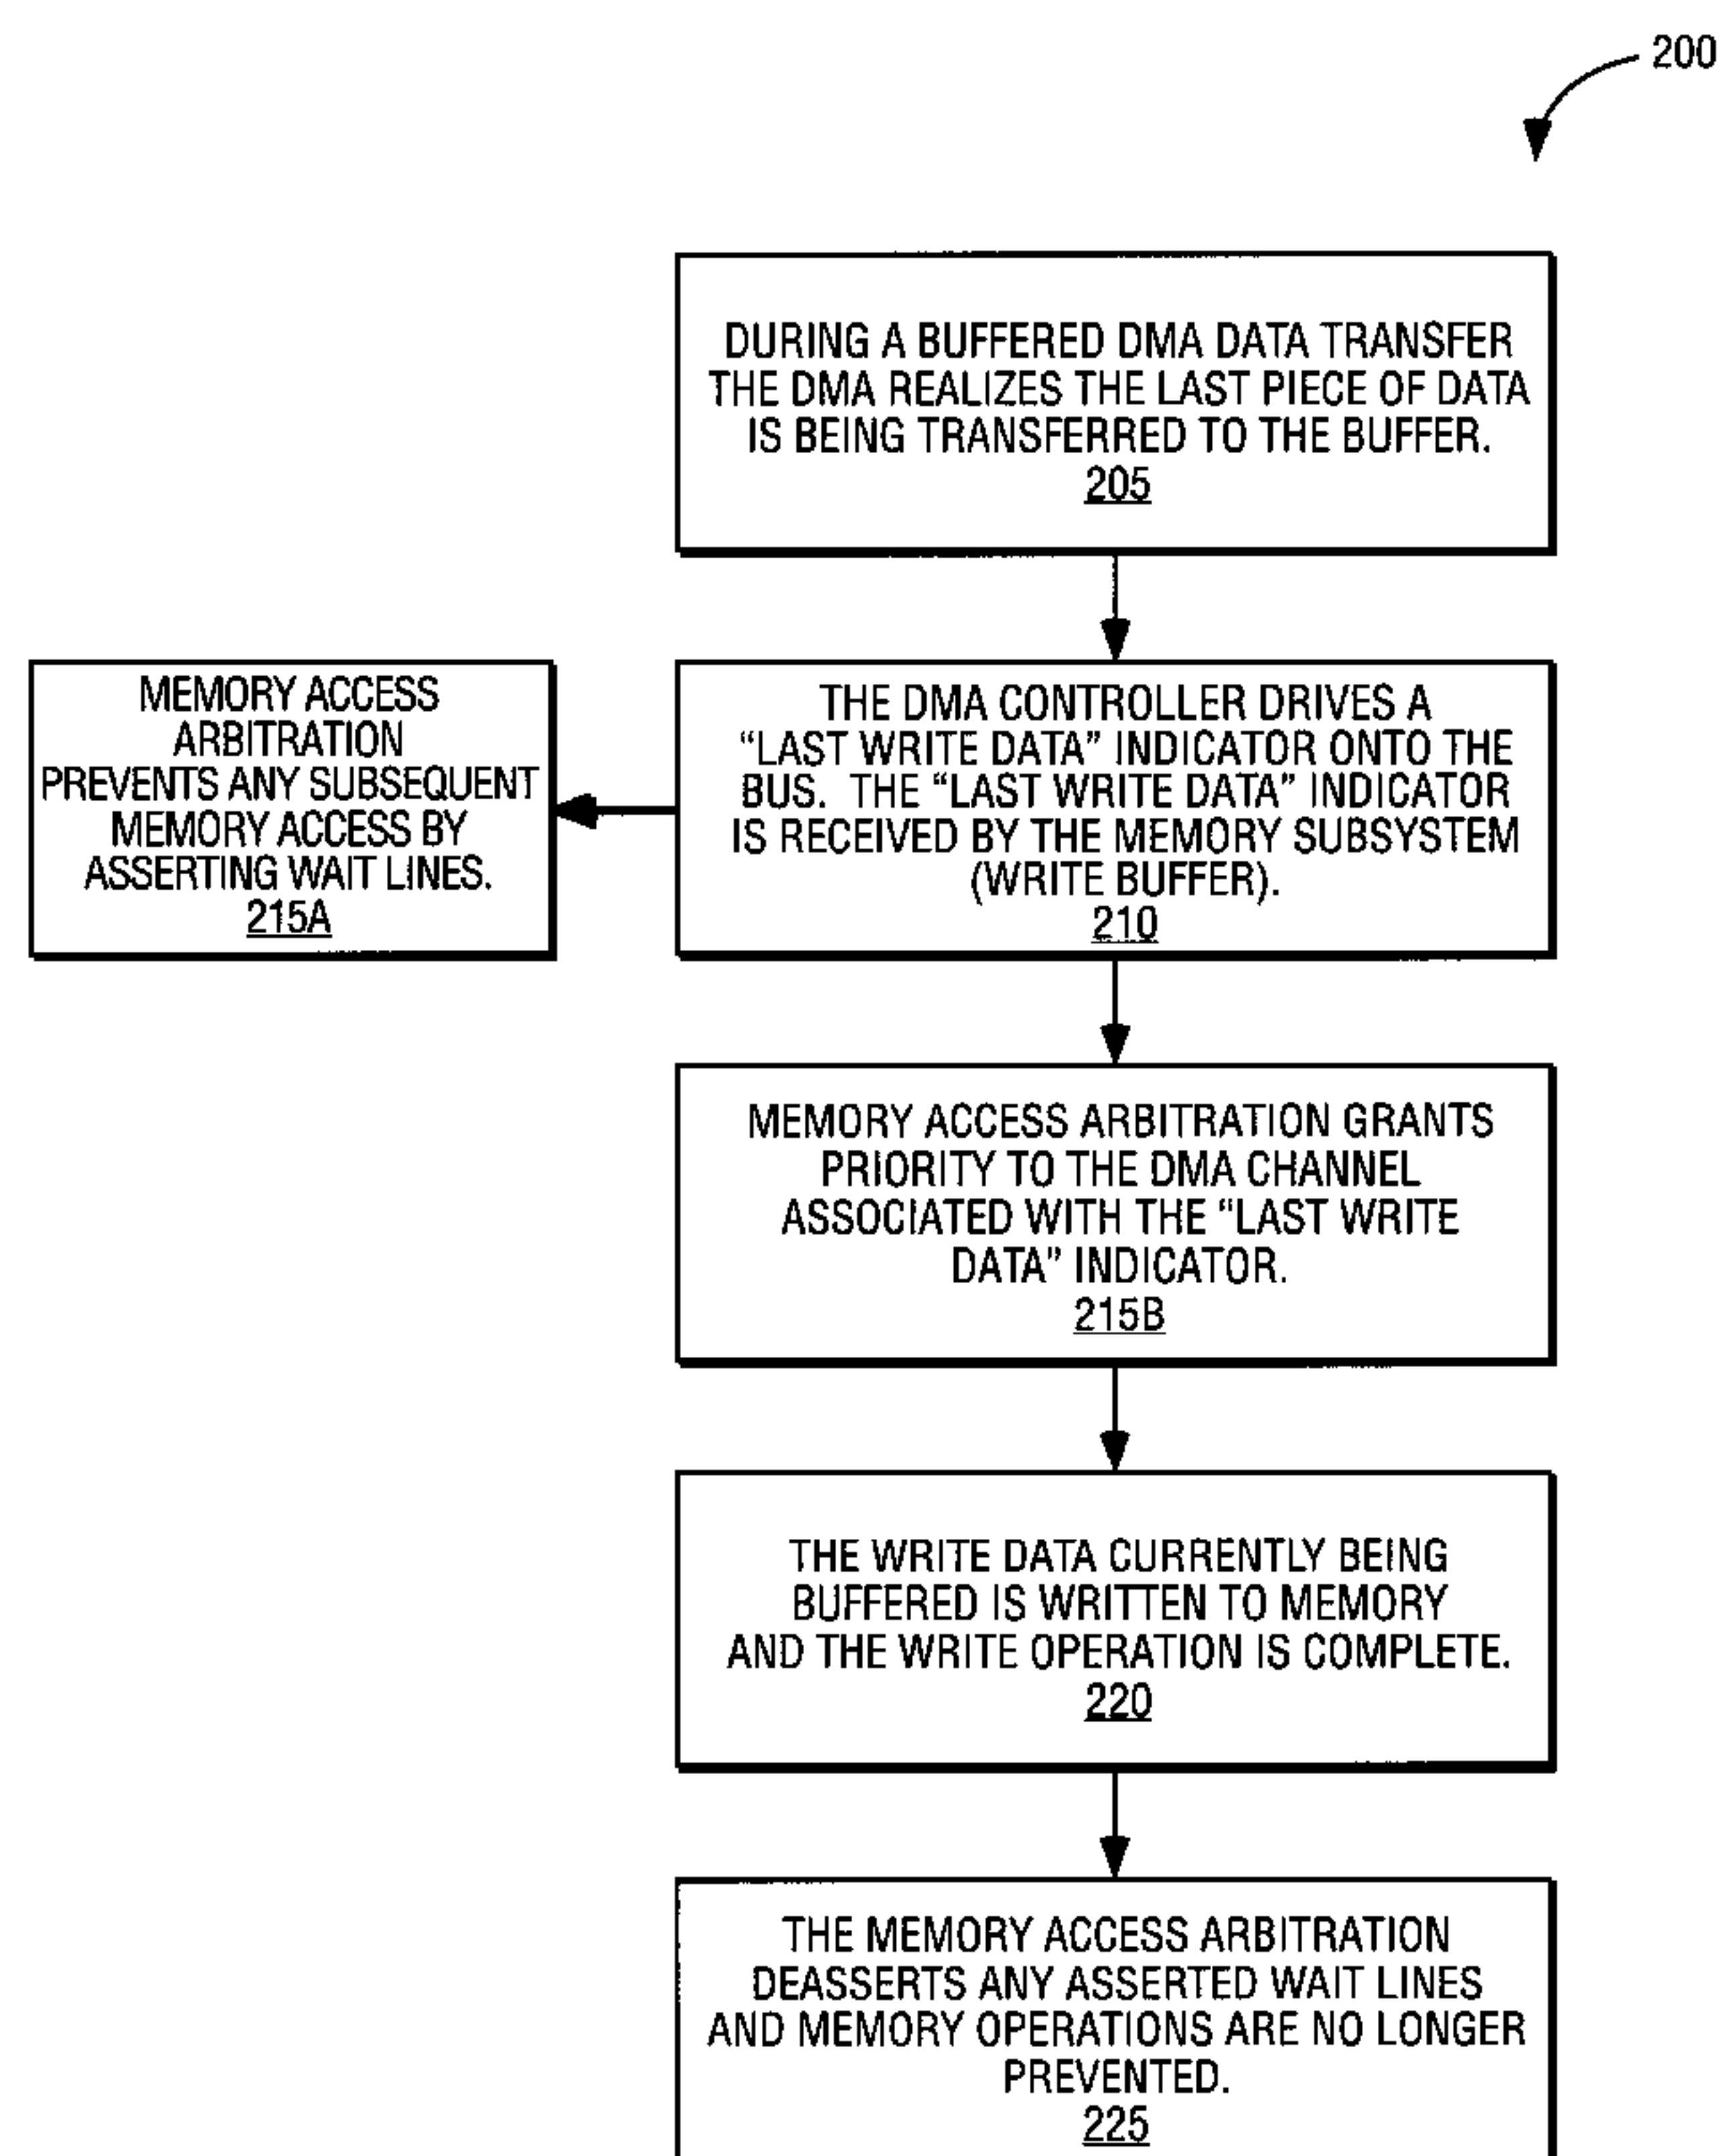 200
DURING A BUFFERED DMA DATA TRANSFER
THE DMA REALIZES THE LAST PIECE OF DATA
IS BEING TRANSFERRED TO THE BUFFER.
205
MEMORY ACCESS
ARBITRATION
PREVENTS ANY SUBSEQUENT
MEMORY ACCESS BY
ASSERTING WAIT LINES.
215A
THE DMA CONTROLLER DRIVES A
“LAST WRITE DATA” INDICATOR ONTO THE
BUS. THE “LAST WRITE DATA” INDICATOR
IS RECEIVED BY THE MEMORY SUBSYSTEM
(WRITE BUFFER).
210
MEMORY ACCESS ARBITRATION GRANTS
PRIORITY TO THE DMA CHANNEL
ASSOCIATED WITH THE “LAST WRITE
DATA” INDICATOR.
215B
THE WRITE DATA CURRENTLY BEING
BUFFERED IS WRITTEN TO MEMORY
AND THE WRITE OPERATION IS COMPLETE.
220
THE MEMORY ACCESS ARBITRATION
DEASSERTS ANY ASSERTED WAIT LINES
AND MEMORY OPERATIONS ARE NO LONGER
PREVENTED.
225